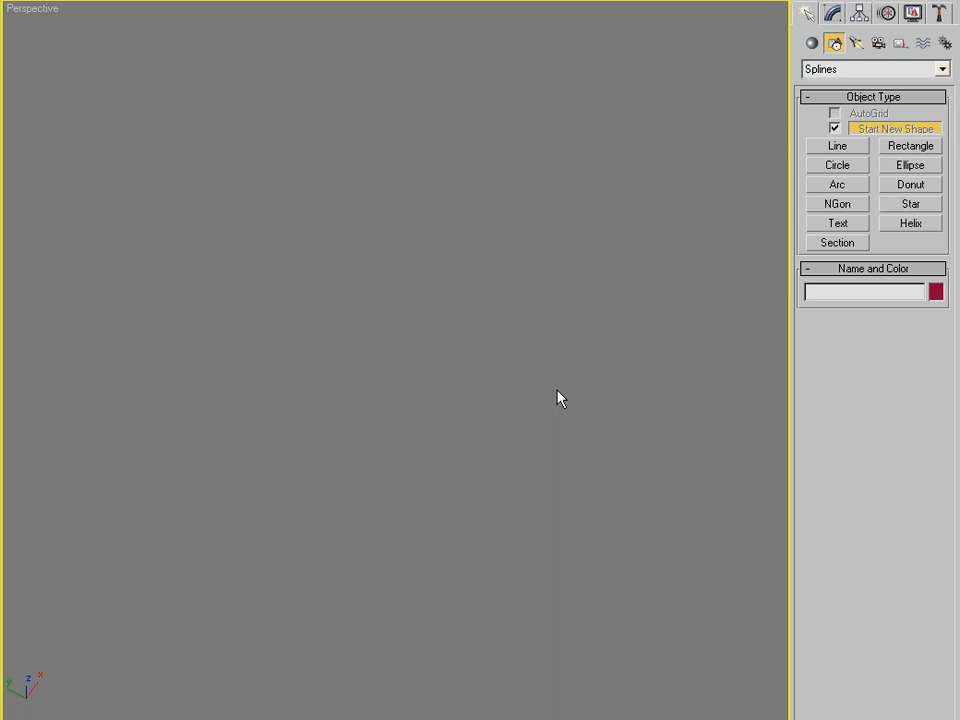 Perspective
Splines
- Object Type
AutoGrid
Start New Shape
Line Rectangle
Circle Ellipse
Arc Donut
NGon Star
Text Helix
Section
- Name and Color
z x
y